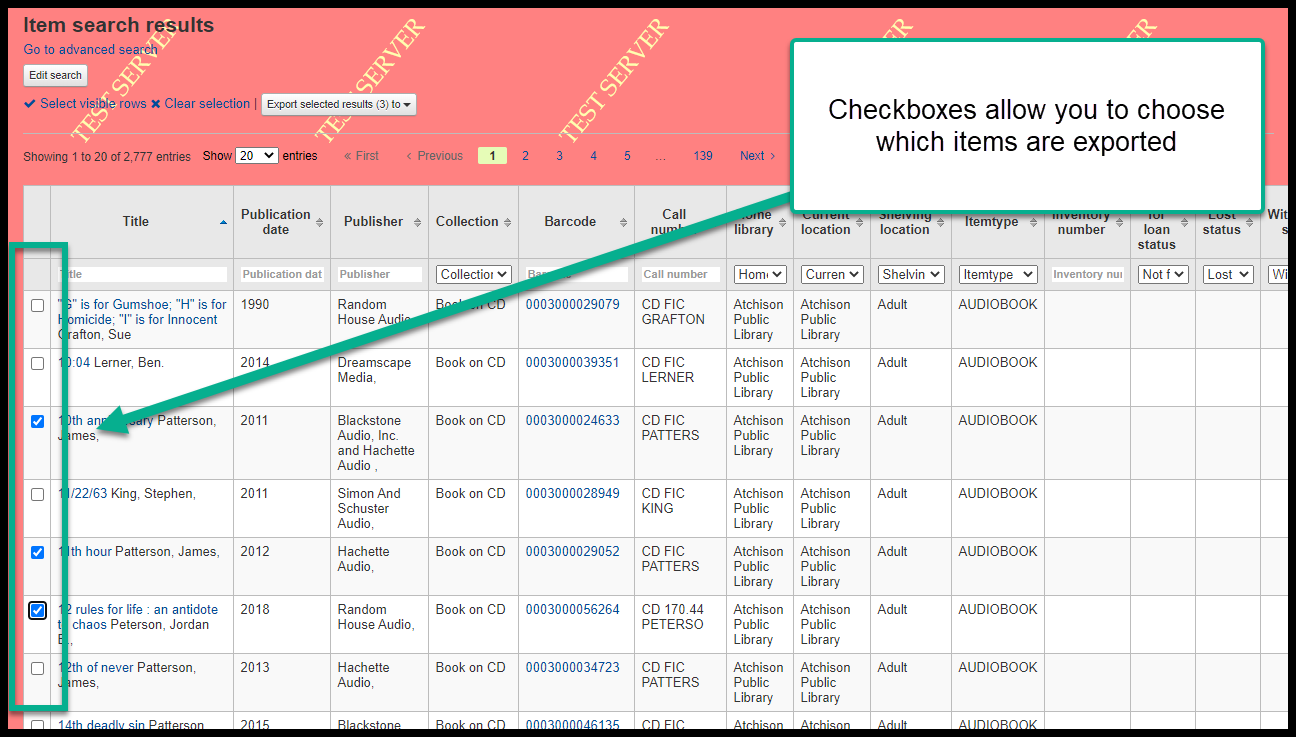 Item search results
Go to advanced search
Edit search
Select visible rows Clear selection | Export selected results (3) to
TEST SERVER TEST SERVER TEST SERVER
Checkboxes allow you to choose
which items are exported
Showing 1 to 20 of 2,777 entries Show 20 entries « First ‹ Previous 1 2 3 4 5 ... 139 Next ›
Title Publication date Publisher Collection Barcode Call number Home library Current location Shelving location Itemtype Inventory number for loan status Lost status
Title Publication dat Publisher Collection Call number Home Curren Shelvin Itemtype Inventory nur Not f Lost Wi
"G" is for Gumshoe; "H" is for 1990 Random Book on CD 0003000029079 CD FIC Atchison Atchison Adult AUDIOBOOK
Homicide; "I" is for Innocent House Audio, GRAFTON Public Public
Grafton, Sue Library Library
10:04 Lerner, Ben. 2014 Dreamscape Book on CD 0003000039351 CD FIC Atchison Atchison Adult AUDIOBOOK
Media, LERNER Public Public
Library Library
10th anniversary Patterson, 2011 Blackstone Book on CD 0003000024633 CD FIC Atchison Atchison Adult AUDIOBOOK
James, Audio, Inc. PATTERS Public Public
and Hachette Library Library
Audio ,
11/22/63 King, Stephen, 2011 Simon And Book on CD 0003000028949 CD FIC Atchison Atchison Adult AUDIOBOOK
Schuster KING Public Public
Audio, Library Library
11th hour Patterson, James, 2012 Hachette Book on CD 0003000029052 CD FIC Atchison Atchison Adult AUDIOBOOK
Audio, PATTERS Public Public
Library Library
12 rules for life : an antidote 2018 Random Book on CD 0003000056264 CD 170.44 Atchison Atchison Adult AUDIOBOOK
to chaos Peterson, Jordan House Audio, PETERSO Public Public
B., Library Library
12th of never Patterson, 2013 Hachette Book on CD 0003000034723 CD FIC Atchison Atchison Adult AUDIOBOOK
James, Audio, PATTERS Public Public
Library Library
14th deadly sin Patterson 2015 Blackstone Book on CD 0003000046135 CD FIC Atchison Atchison Adult AUDIOBOOK